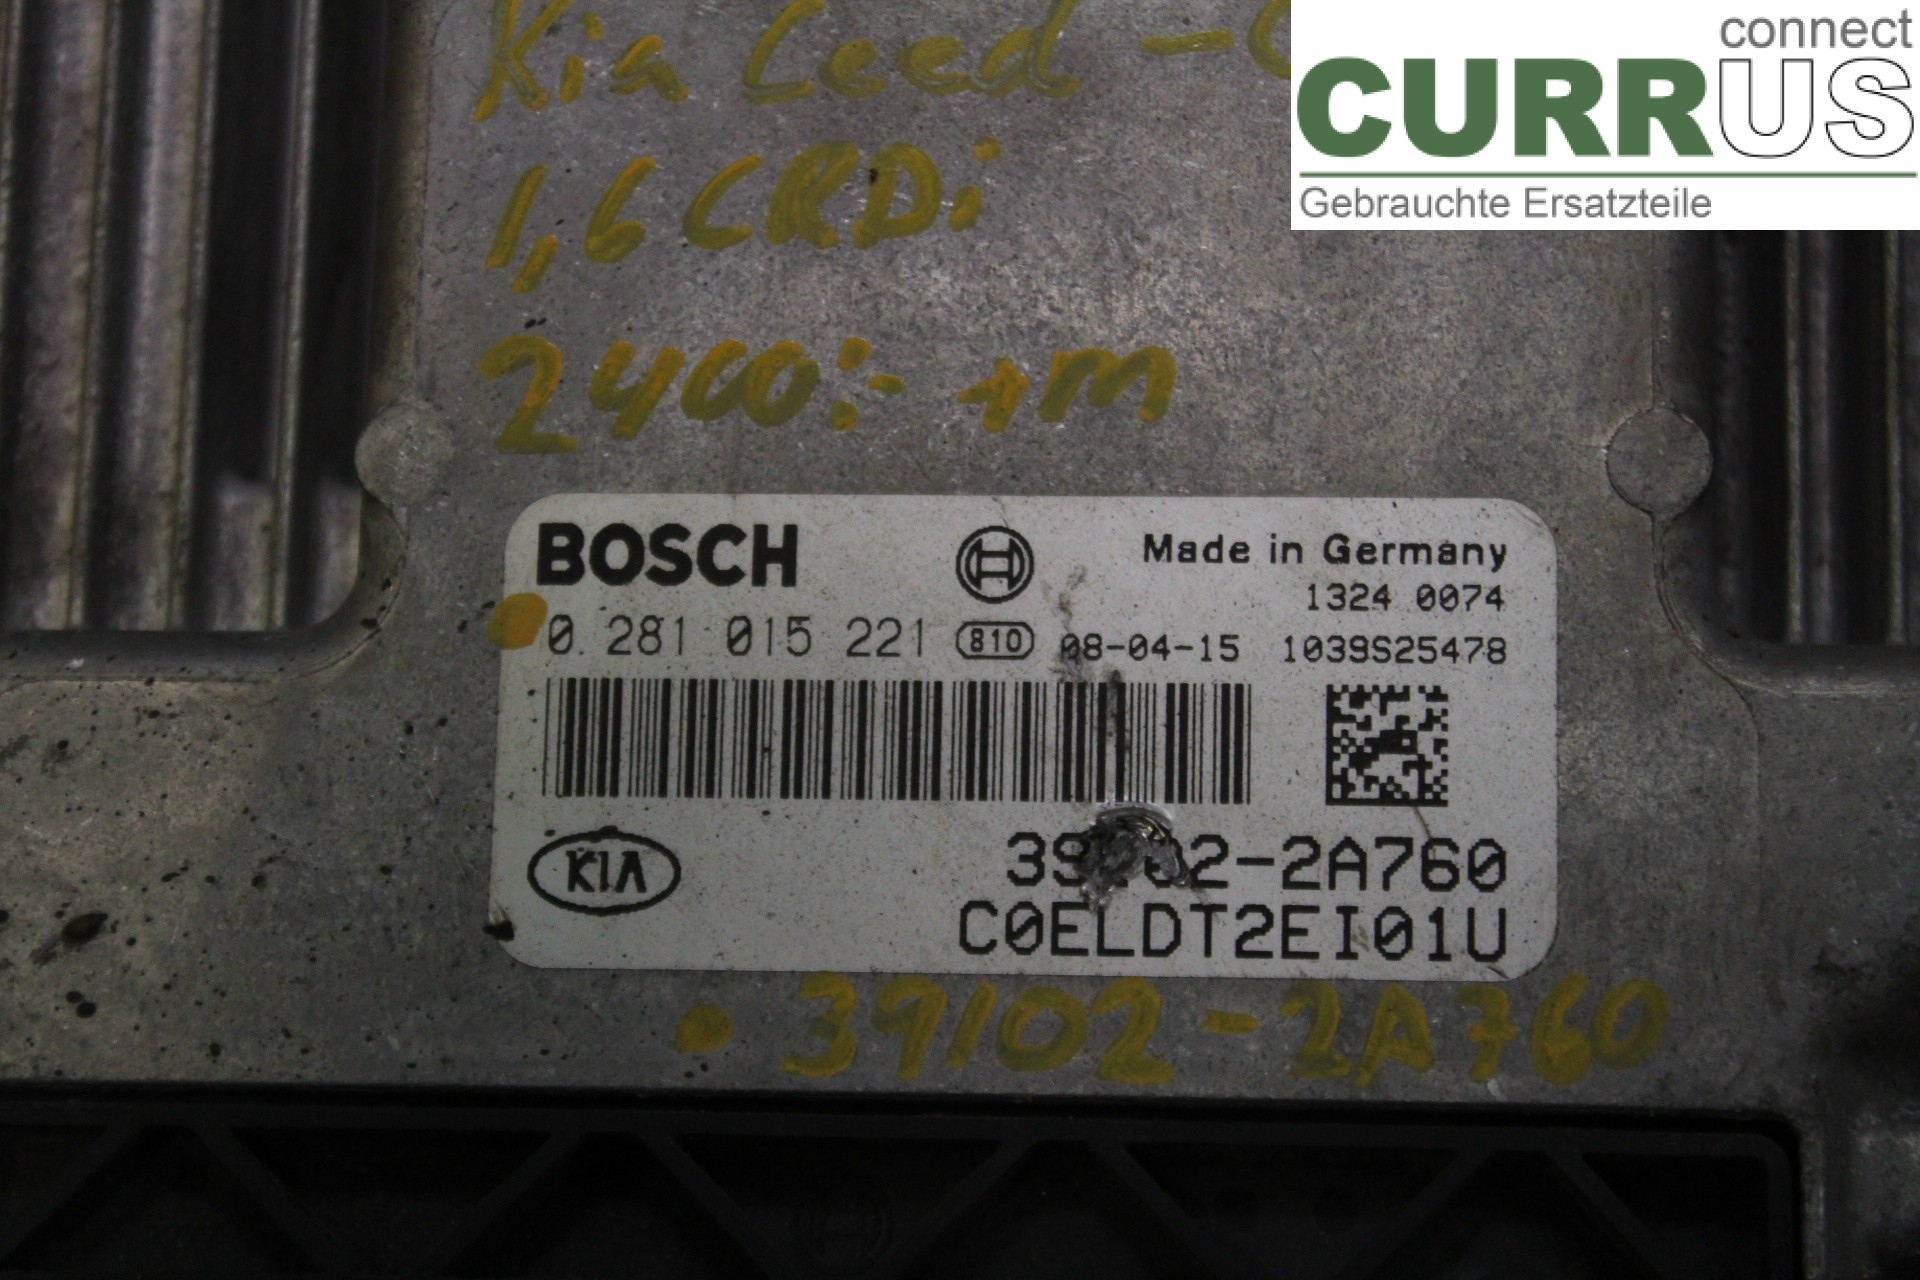 Kia Ceed -
connect
CURRUS
Gebrauchte Ersatzteile
1,6 CRDi
2400:- +m
BOSCH
Made in Germany
1324 0074
0 281 015 221 810 08-04-15 1039S25478
KIA
39102-2A760
C0ELDT2EI01U
39102-2A760